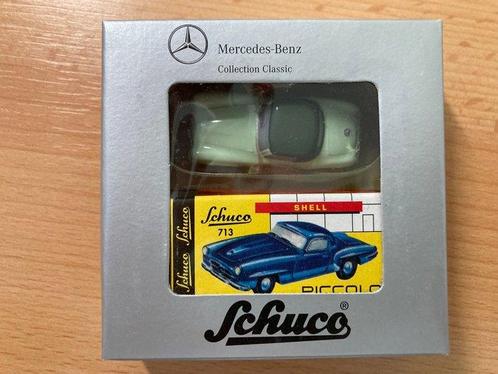 Mercedes-Benz
Collection Classic
Schuco
Schuco
Schuco
713
SHELL
PICCOLO
Schuco®